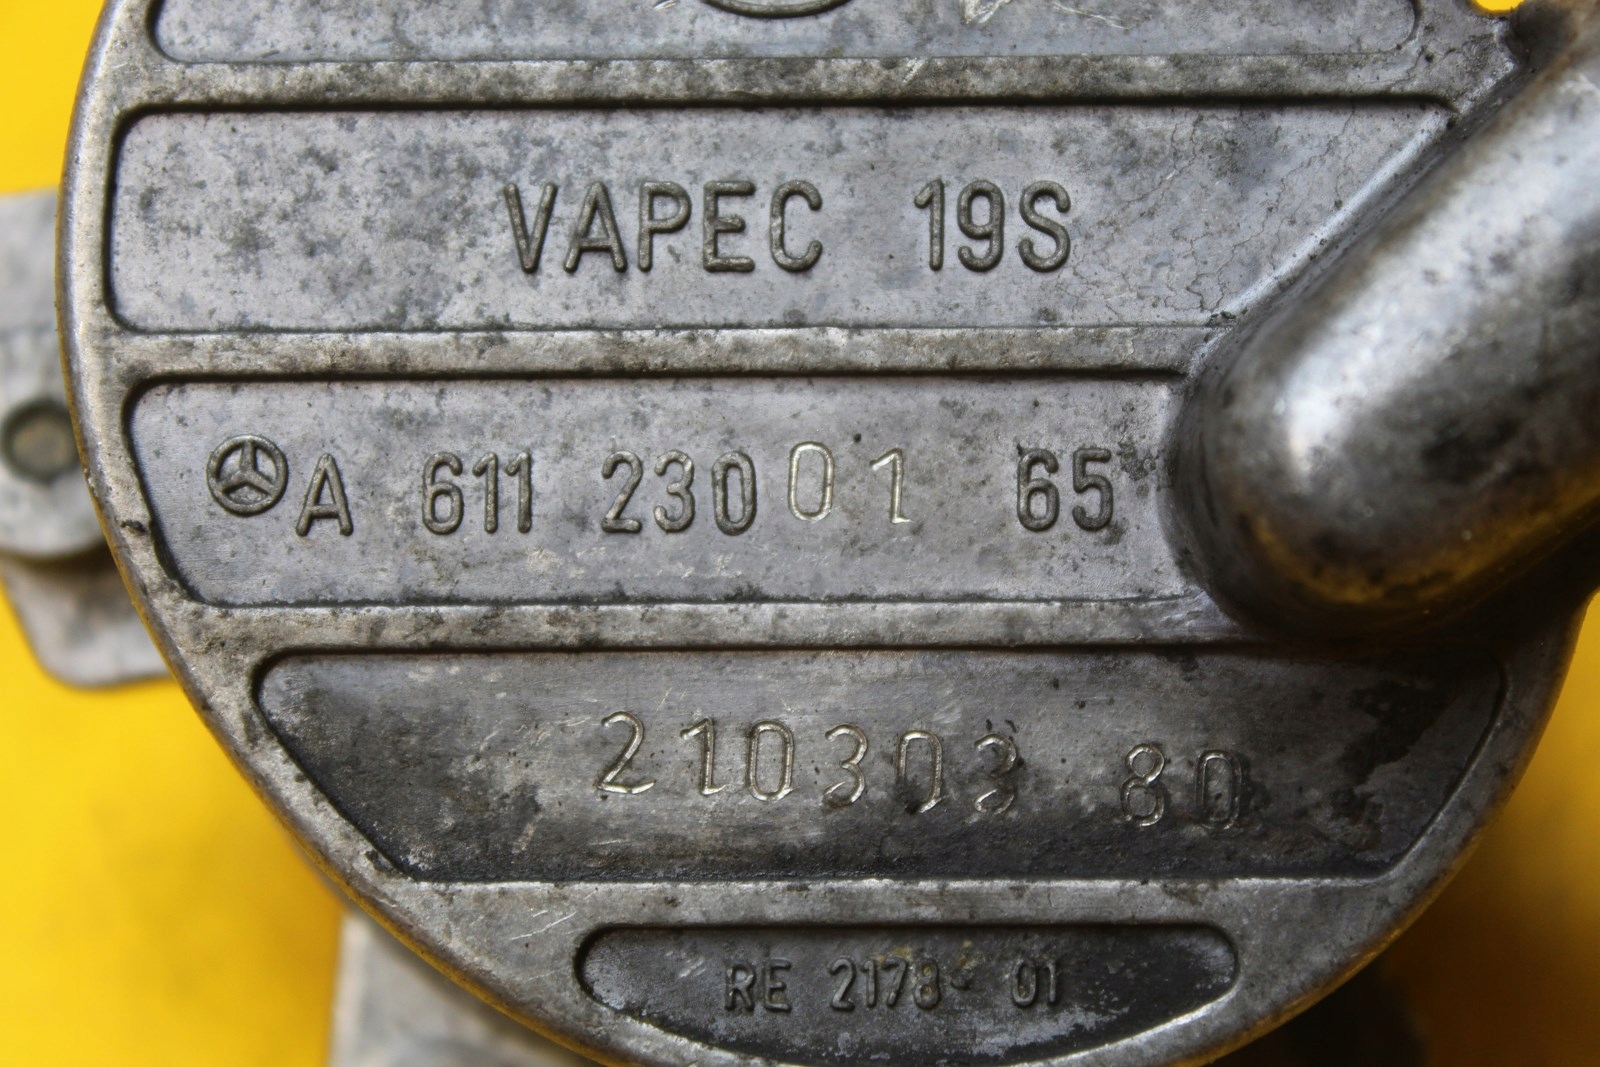 VAPEC 19S
A 611 230 01 65
210303 80
RE 2178- 01